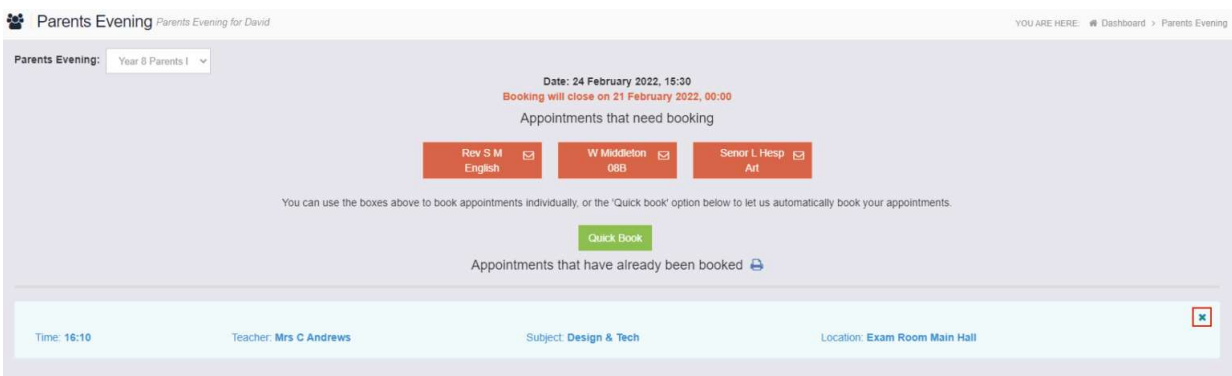 Parents Evening Parents Evening for David
YOU ARE HERE: Dashboard > Parents Evening
Parents Evening: Year 8 Parents I
Date: 24 February 2022, 15:30
Booking will close on 21 February 2022, 00:00
Appointments that need booking
Rev S M
English
W Middleton
08B
Senor L Hesp
Art
You can use the boxes above to book appointments individually, or the 'Quick book' option below to let us automatically book your appointments.
Quick Book
Appointments that have already been booked
Time: 16:10 Teacher: Mrs C Andrews Subject: Design & Tech Location: Exam Room Main Hall